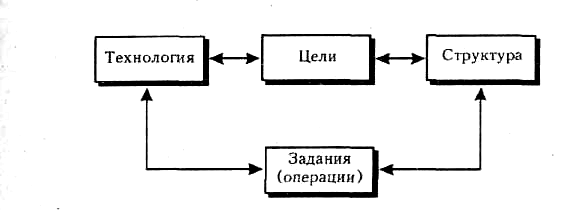 Технология
Цели
Структура
Задания
(операции)